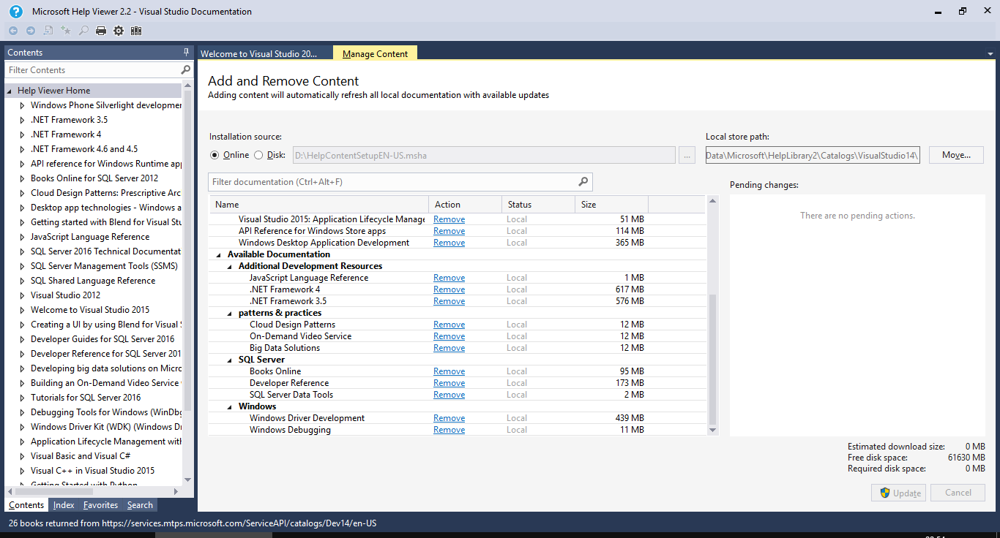 Microsoft Help Viewer 2.2 - Visual Studio Documentation
Contents
Filter Contents
Help Viewer Home
Windows Phone Silverlight developmer
.NET Framework 3.5
.NET Framework 4
.NET Framework 4.6 and 4.5
API reference for Windows Runtime app
Books Online for SQL Server 2012
Cloud Design Patterns: Prescriptive Arc
Desktop app technologies - Windows a
Getting started with Blend for Visual Stu
JavaScript Language Reference
SQL Server 2016 Technical Documentat
SQL Server Management Tools (SSMS)
SQL Shared Language Reference
Visual Studio 2012
Welcome to Visual Studio 2015
Creating a UI by using Blend for Visual S
Developer Guides for SQL Server 2016
Developer Reference for SQL Server 201
Developing big data solutions on Micro
Building an On-Demand Video Service
Tutorials for SQL Server 2016
Debugging Tools for Windows (WinDbg
Windows Driver Kit (WDK) (Windows Dr
Application Lifecycle Management with
Visual Basic and Visual C#
Visual C++ in Visual Studio 2015
Getting Started with Python
Contents Index Favorites Search
Welcome to Visual Studio 20... Manage Content
Add and Remove Content
Adding content will automatically refresh all local documentation with available updates
Installation source:
Online Disk: D:\HelpContentSetupEN-US.msha ...
Local store path:
Data\Microsoft\HelpLibrary2\Catalogs\VisualStudio14\ Move...
Filter documentation (Ctrl+Alt+F)
Name Action Status Size
Visual Studio 2015: Application Lifecycle Manage Remove Local 51 MB
API Reference for Windows Store apps Remove Local 114 MB
Windows Desktop Application Development Remove Local 365 MB
Available Documentation
Additional Development Resources
JavaScript Language Reference Remove Local 1 MB
.NET Framework 4 Remove Local 617 MB
.NET Framework 3.5 Remove Local 576 MB
patterns & practices
Cloud Design Patterns Remove Local 12 MB
On-Demand Video Service Remove Local 12 MB
Big Data Solutions Remove Local 12 MB
SQL Server
Books Online Remove Local 95 MB
Developer Reference Remove Local 173 MB
SQL Server Data Tools Remove Local 2 MB
Windows
Windows Driver Development Remove Local 439 MB
Windows Debugging Remove Local 11 MB
Pending changes:
There are no pending actions.
Estimated download size: 0 MB
Free disk space: 61630 MB
Required disk space: 0 MB
Update Cancel
26 books returned from https://services.mtps.microsoft.com/ServiceAPI/catalogs/Dev14/en-US